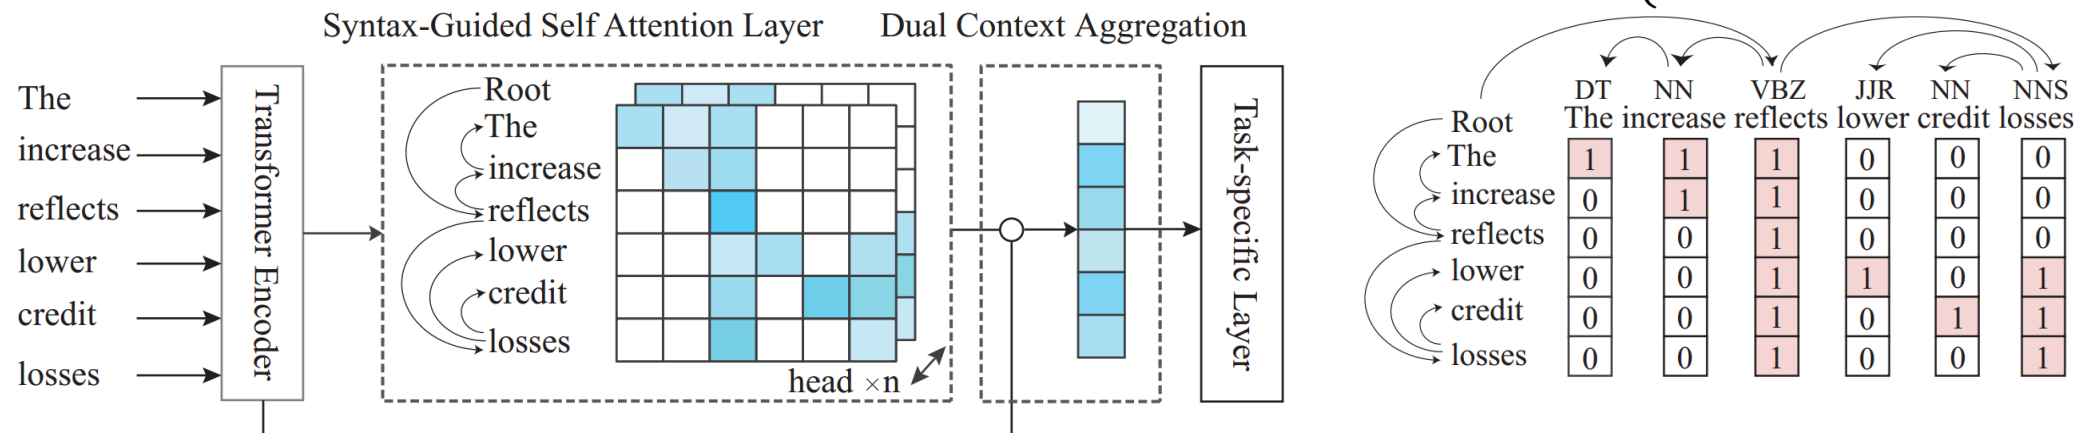 Syntax-Guided Self Attention Layer
Dual Context Aggregation
The
increase
reflects
lower
credit
losses
Transformer Encoder
Root
The
increase
reflects
lower
credit
losses
head ×n
Task-specific Layer
DT NN VBZ JJR NN NNS
Root The increase reflects lower credit losses
The 1 1 1 0 0 0
increase 0 1 1 0 0 0
reflects 0 0 1 0 0 0
lower 0 0 1 1 0 1
credit 0 0 1 0 1 1
losses 0 0 1 0 0 1